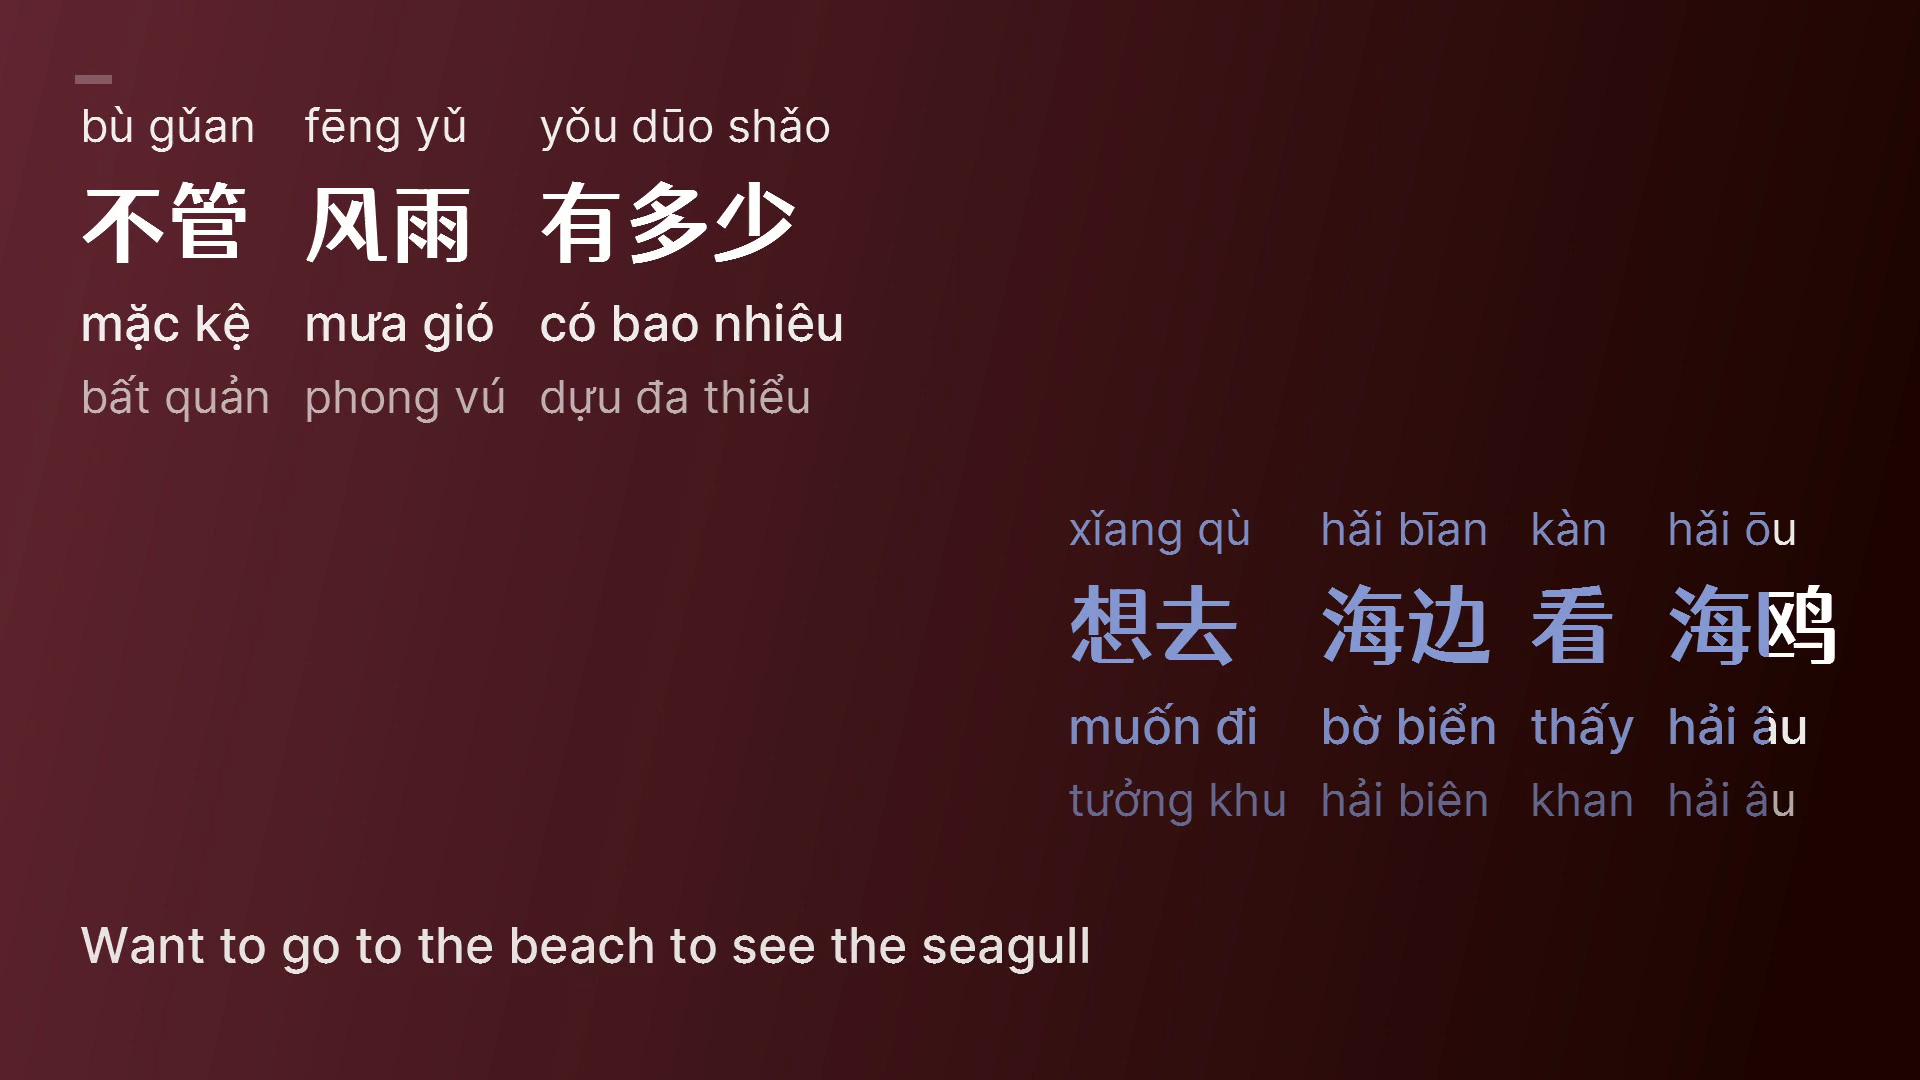 bù gǔan fēng yǔ yǒu dūo shǎo
不管 风雨 有多少
mặc kệ mưa gió có bao nhiêu
bất quản phong vú dựu đa thiểu
xǐang qù hǎi bīan kàn hǎi ōu
想去 海边 看 海鸥
muốn đi bờ biển thấy hải âu
tưởng khu hải biên khan hải âu
Want to go to the beach to see the seagull